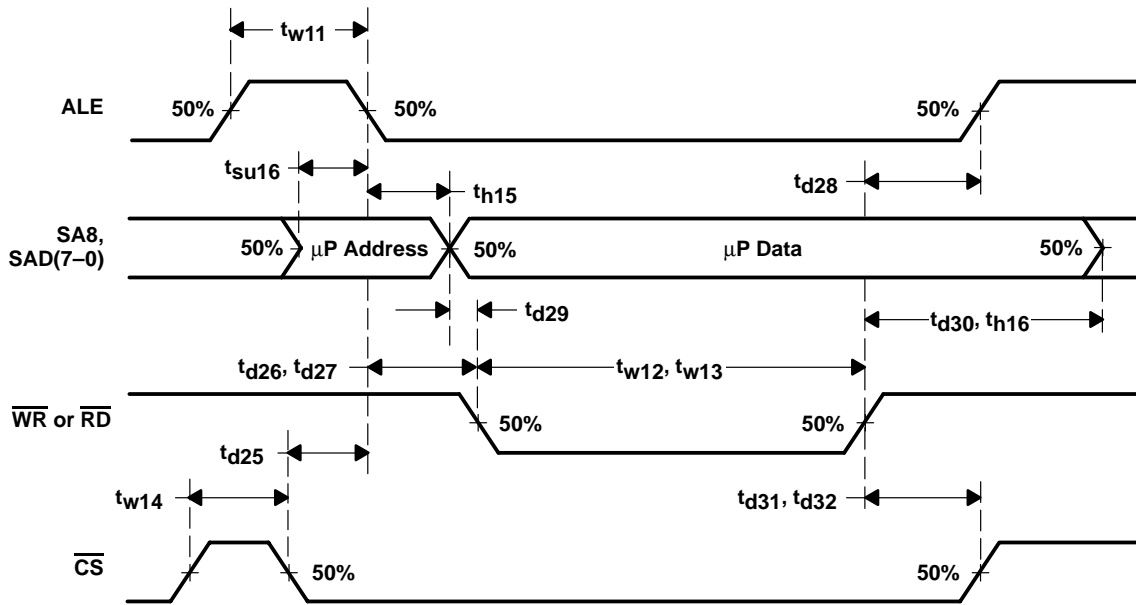 tw11
ALE
50%
50%
50%
tsu16
th15
td28
SA8,
SAD(7–0)
50%
μP Address
50%
μP Data
50%
td29
td30, th16
td26, td27
tw12, tw13
WR or RD
50%
50%
td25
tw14
td31, td32
CS
50%
50%